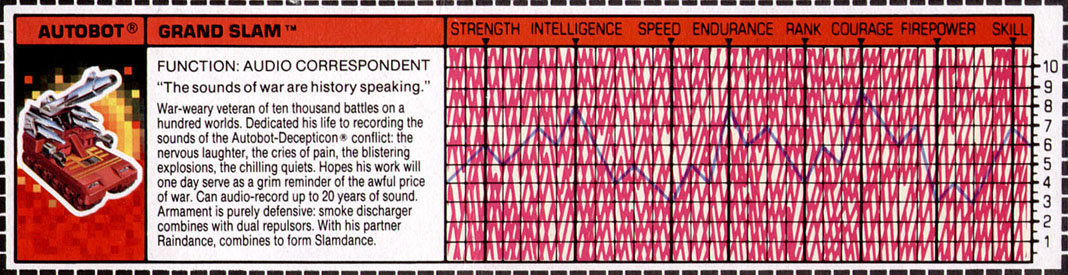 AUTOBOT®
GRAND SLAM™
STRENGTH INTELLIGENCE SPEED ENDURANCE RANK COURAGE FIREPOWER SKILL
FUNCTION: AUDIO CORRESPONDENT
"The sounds of war are history speaking."
War-weary veteran of ten thousand battles on a
hundred worlds. Dedicated his life to recording the
sounds of the Autobot-Decepticon® conflict: the
nervous laughter, the cries of pain, the blistering
explosions, the chilling quiets. Hopes his work will
one day serve as a grim reminder of the awful price
of war. Can audio-record up to 20 years of sound.
Armament is purely defensive: smoke discharger
combines with dual repulsors. With his partner
Raindance, combines to form Slamdance.
10
9
8
7
6
5
4
3
2
1